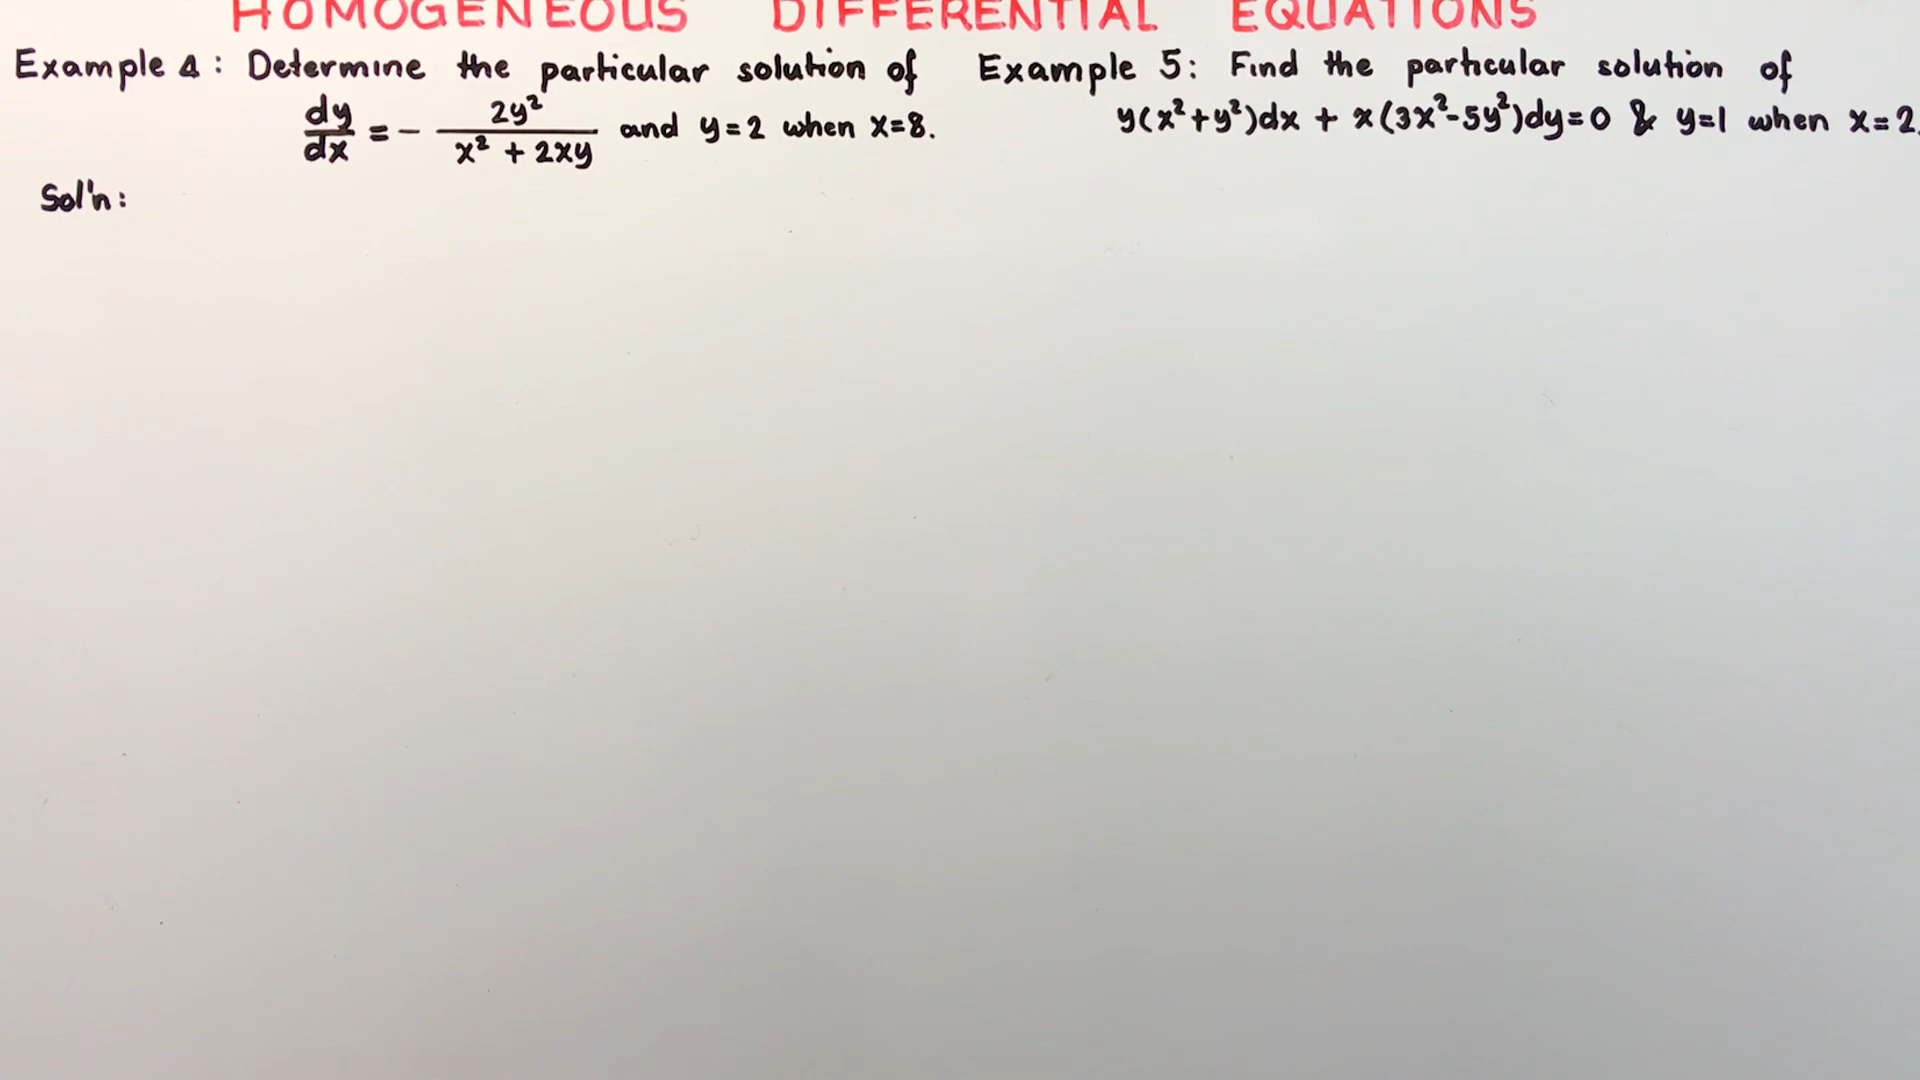 HOMOGENEOUS DIFFERENTIAL EQUATIONS
Example 4: Determine the particular solution of
dy/dx = - 2y²/(x² + 2xy) and y=2 when x=8.
Sol'n:
Example 5: Find the particular solution of
y(x²+y²)dx + x(3x²-5y²)dy=0 & y=1 when x=2.